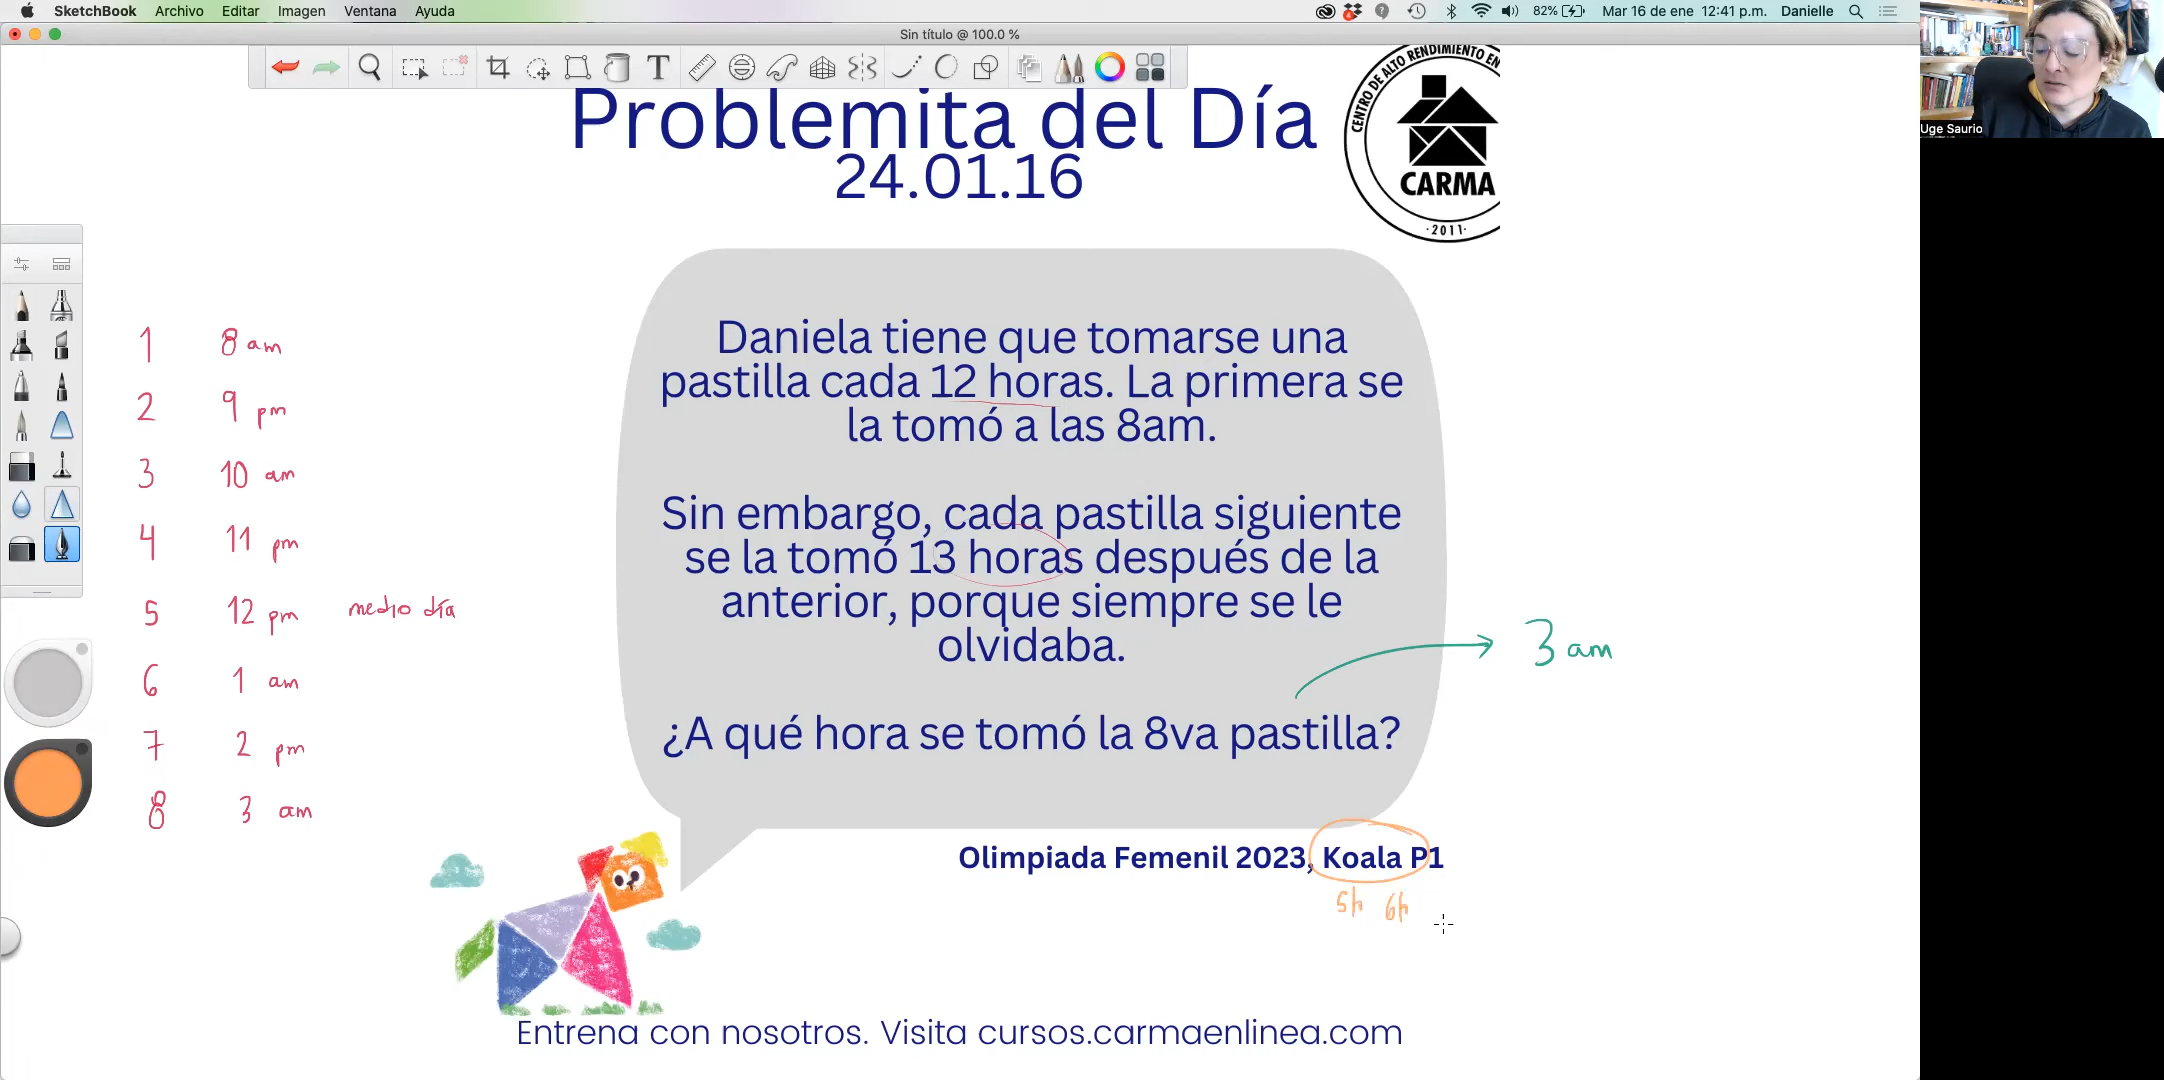 SketchBook Archivo Editar Imagen Ventana Ayuda
82% Mar 16 de ene 12:41 p.m. Danielle
Sin título @ 100.0 %
Uge Saurio
Problemita del Día
24.01.16
CENTRO DE ALTO RENDIMIENTO EN
CARMA
·2011·
1 8 am
2 9 pm
3 10 am
4 11 pm
5 12 pm medio día
6 1 am
7 2 pm
8 3 am
Daniela tiene que tomarse una
pastilla cada 12 horas. La primera se
la tomó a las 8am.
Sin embargo, cada pastilla siguiente
se la tomó 13 horas después de la
anterior, porque siempre se le
olvidaba.
¿A qué hora se tomó la 8va pastilla?
3 am
Olimpiada Femenil 2023, Koala P1
Entrena con nosotros. Visita cursos.carmaenlinea.com